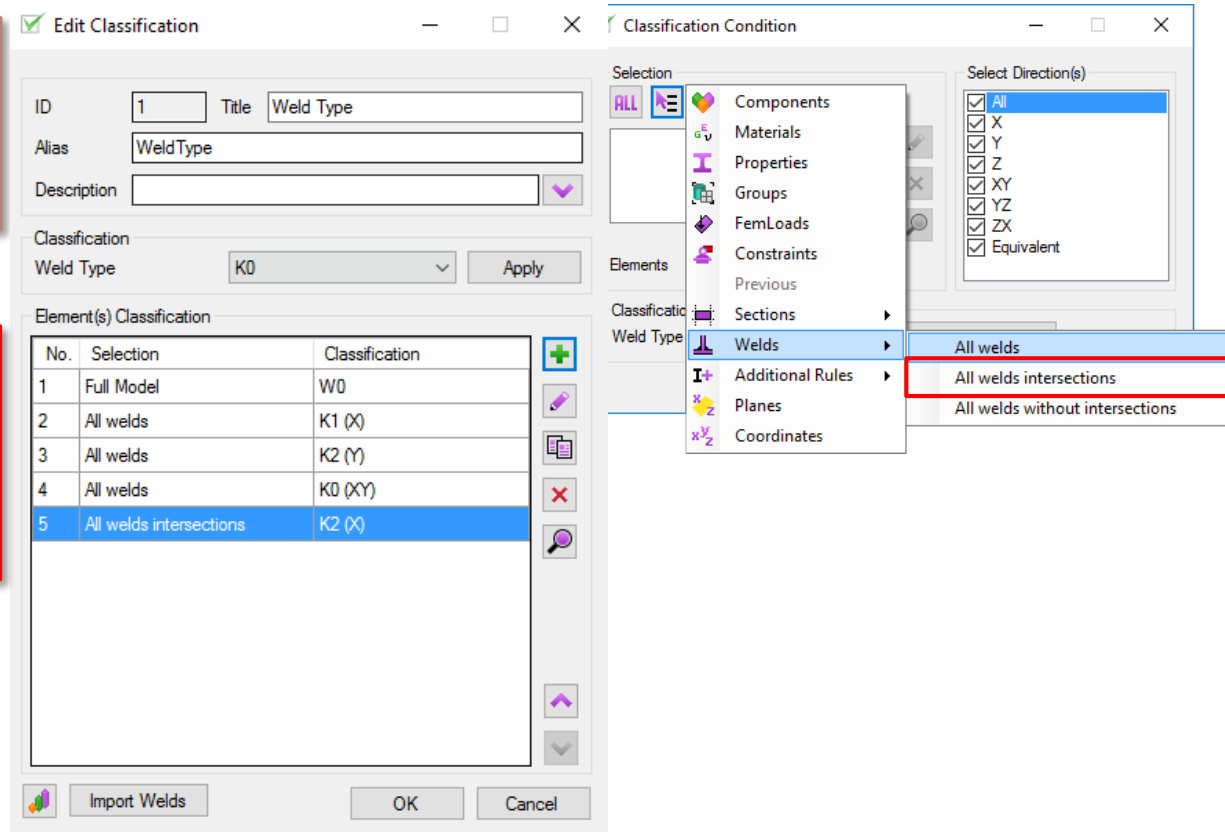 Edit Classification
ID 1 Title Weld Type
Alias WeldType
Description
Classification
Weld Type K0 Apply
Element(s) Classification
No. Selection Classification
1 Full Model W0
2 All welds K1 (X)
3 All welds K2 (Y)
4 All welds K0 (XY)
5 All welds intersections K2 (X)
Import Welds OK Cancel
Classification Condition
Selection
ALL
Elements
Classificatio
Weld Type
Components
Materials
Properties
Groups
FemLoads
Constraints
Previous
Sections
Welds
Additional Rules
Planes
Coordinates
All welds
All welds intersections
All welds without intersections
Select Direction(s)
All
X
Y
Z
XY
YZ
ZX
Equivalent